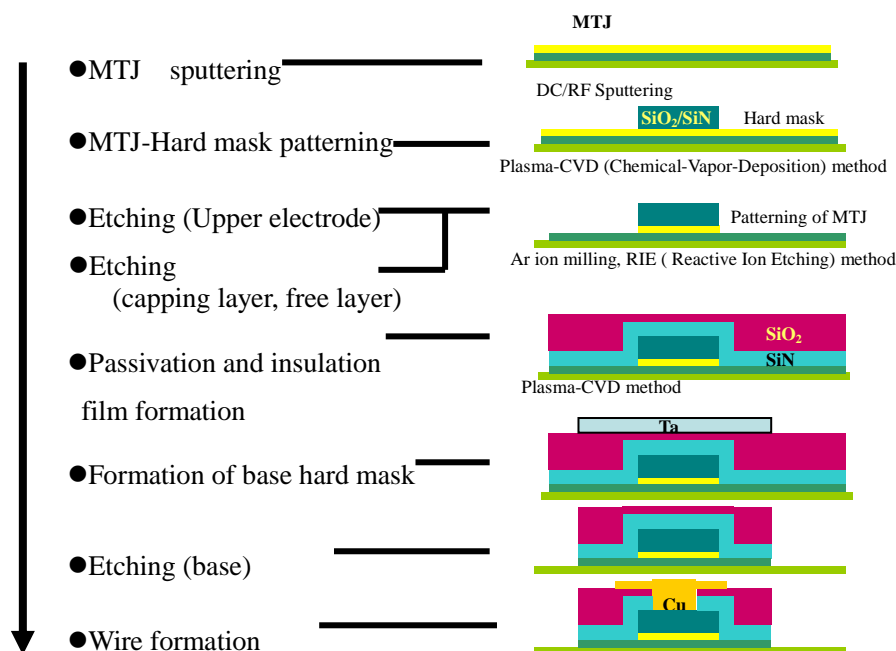 MTJ
●MTJ sputtering
DC/RF Sputtering
SiO₂/SiN
Hard mask
●MTJ-Hard mask patterning
Plasma-CVD (Chemical-Vapor-Deposition) method
●Etching (Upper electrode)
Patterning of MTJ
Ar ion milling, RIE ( Reactive Ion Etching) method
●Etching
(capping layer, free layer)
SiO₂
SiN
●Passivation and insulation
film formation
Plasma-CVD method
Ta
●Formation of base hard mask
●Etching (base)
Cu
●Wire formation